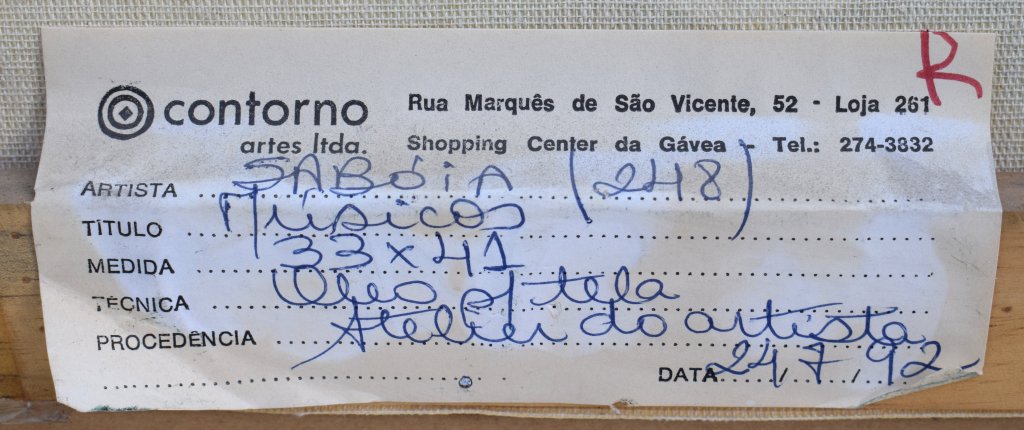 R
contorno Rua Marquês de São Vicente, 52 - Loja 261
artes ltda. Shopping Center da Gávea - Tel.: 274-3832
ARTISTA SABÓIA (248)
TÍTULO Músicos
MEDIDA 33 x 41
TÉCNICA Óleo s/ tela
PROCEDÊNCIA Atelier do artista
DATA 24/7/92